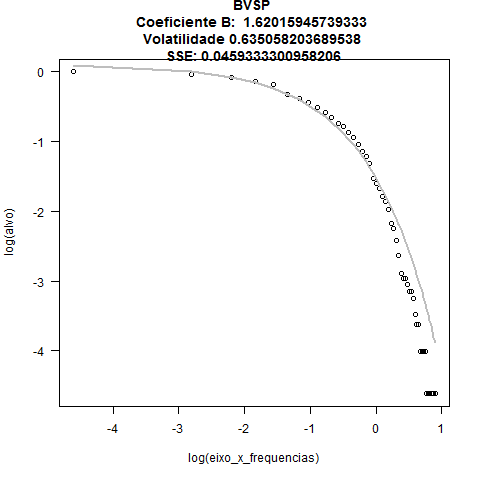 BVSP
Coeficiente B: 1.62015945739333
Volatilidade 0.635058203689538
SSE: 0.0459333300958206
0
-1
-2
-3
-4
log(alvo)
-4 -3 -2 -1 0 1
log(eixo_x_frequencias)